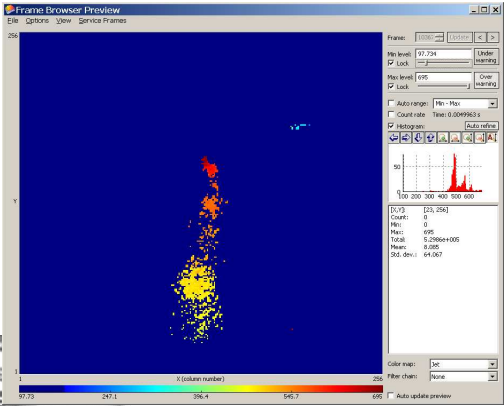 Frame Browser Preview
File Options View Service Frames
256
Y
1
1
X (column number)
256
97.73
247.1
396.4
545.7
695
Frame:
Update
<
>
Min level:
97.734
Under warning
Lock
Max level:
695
Over warning
Lock
Auto range:
Min - Max
Count rate
Time: 0.0049963 s
Histogram:
Auto refine
50
0
100 200 300 400 500 600
[X,Y]: [23, 256]
Count: 0
Min: 0
Max: 695
Total: 5.2986e+005
Mean: 8.085
Std. dev.: 64.067
Color map:
Jet
Filter chain:
None
Auto update preview